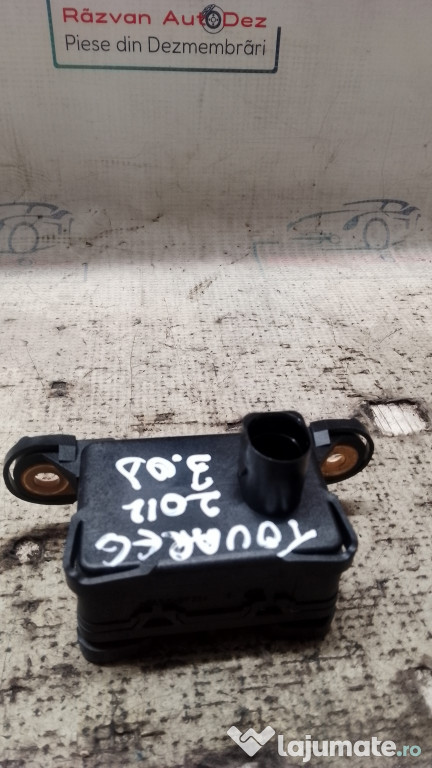 Răzvan AutoDez
Piese din Dezmembrări
TOUAREG
2012
3.0D
lajumate.ro